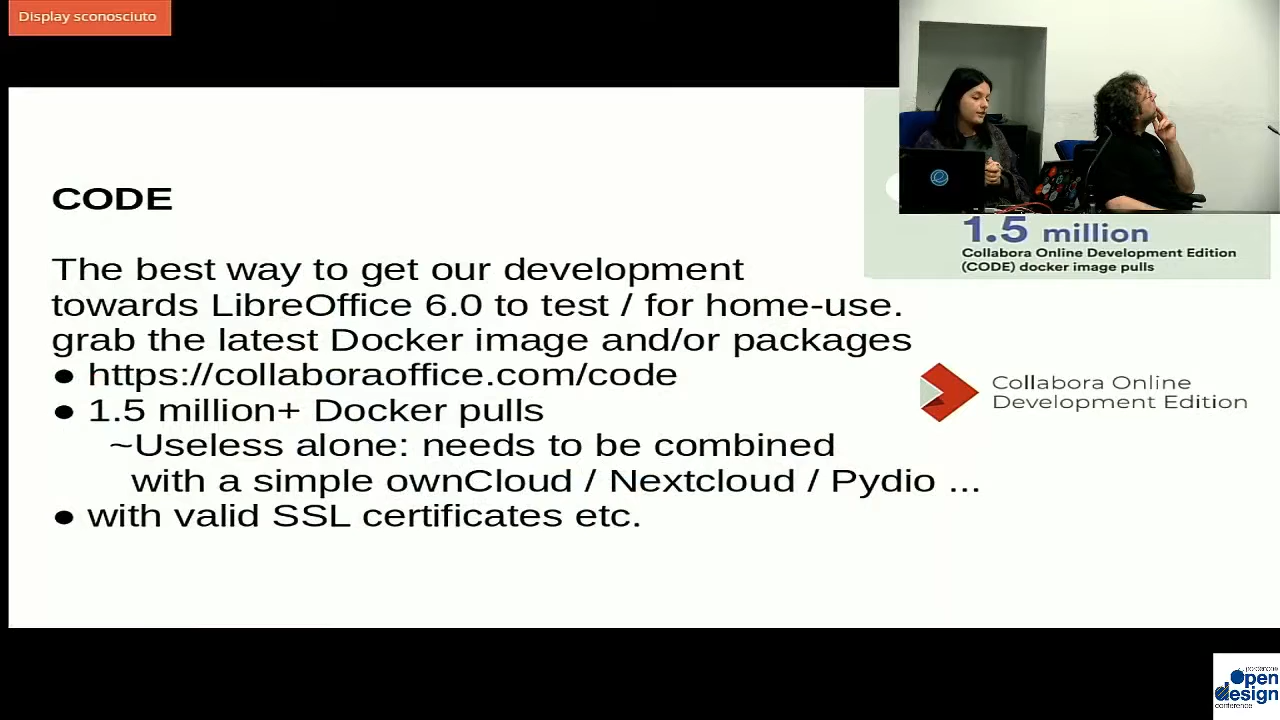 Display sconosciuto
1.5 million
Collabora Online Development Edition
(CODE) docker image pulls
CODE
The best way to get our development
towards LibreOffice 6.0 to test / for home-use.
grab the latest Docker image and/or packages
● https://collaboraoffice.com/code
● 1.5 million+ Docker pulls
~Useless alone: needs to be combined
with a simple ownCloud / Nextcloud / Pydio ...
● with valid SSL certificates etc.
Collabora Online
Development Edition
pordenone
open
design
conference